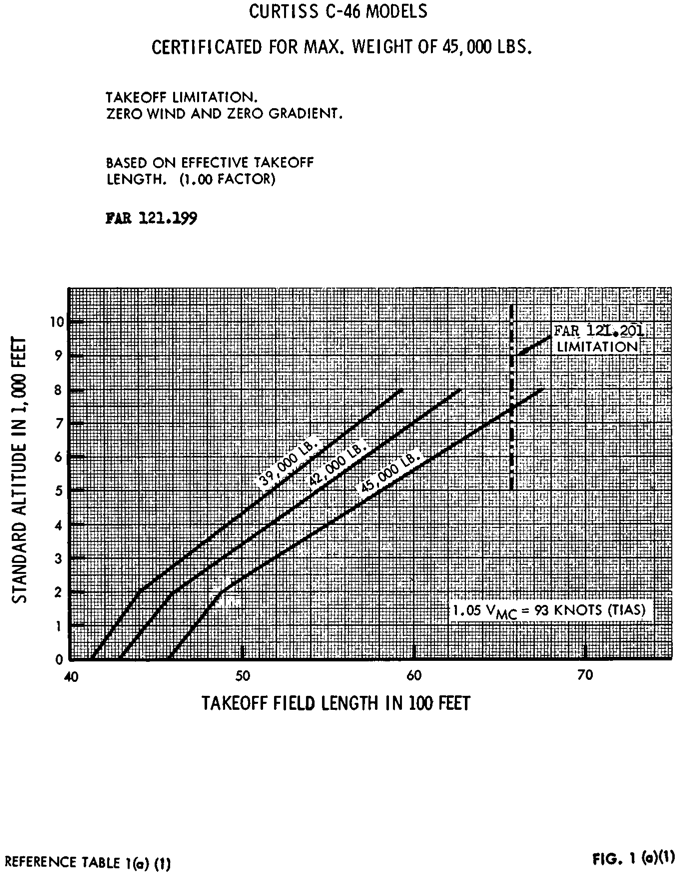 CURTISS C-46 MODELS
CERTIFICATED FOR MAX. WEIGHT OF 45,000 LBS.
TAKEOFF LIMITATION.
ZERO WIND AND ZERO GRADIENT.
BASED ON EFFECTIVE TAKEOFF
LENGTH. (1.00 FACTOR)
FAR 121.199
STANDARD ALTITUDE IN 1,000 FEET
10
9
8
7
6
5
4
3
2
1
0
FAR 121.201
LIMITATION
39,000 LB.
42,000 LB.
45,000 LB.
1.05 VMC = 93 KNOTS (TIAS)
40
50
60
70
TAKEOFF FIELD LENGTH IN 100 FEET
REFERENCE TABLE 1(a) (1)
FIG. 1 (a)(1)